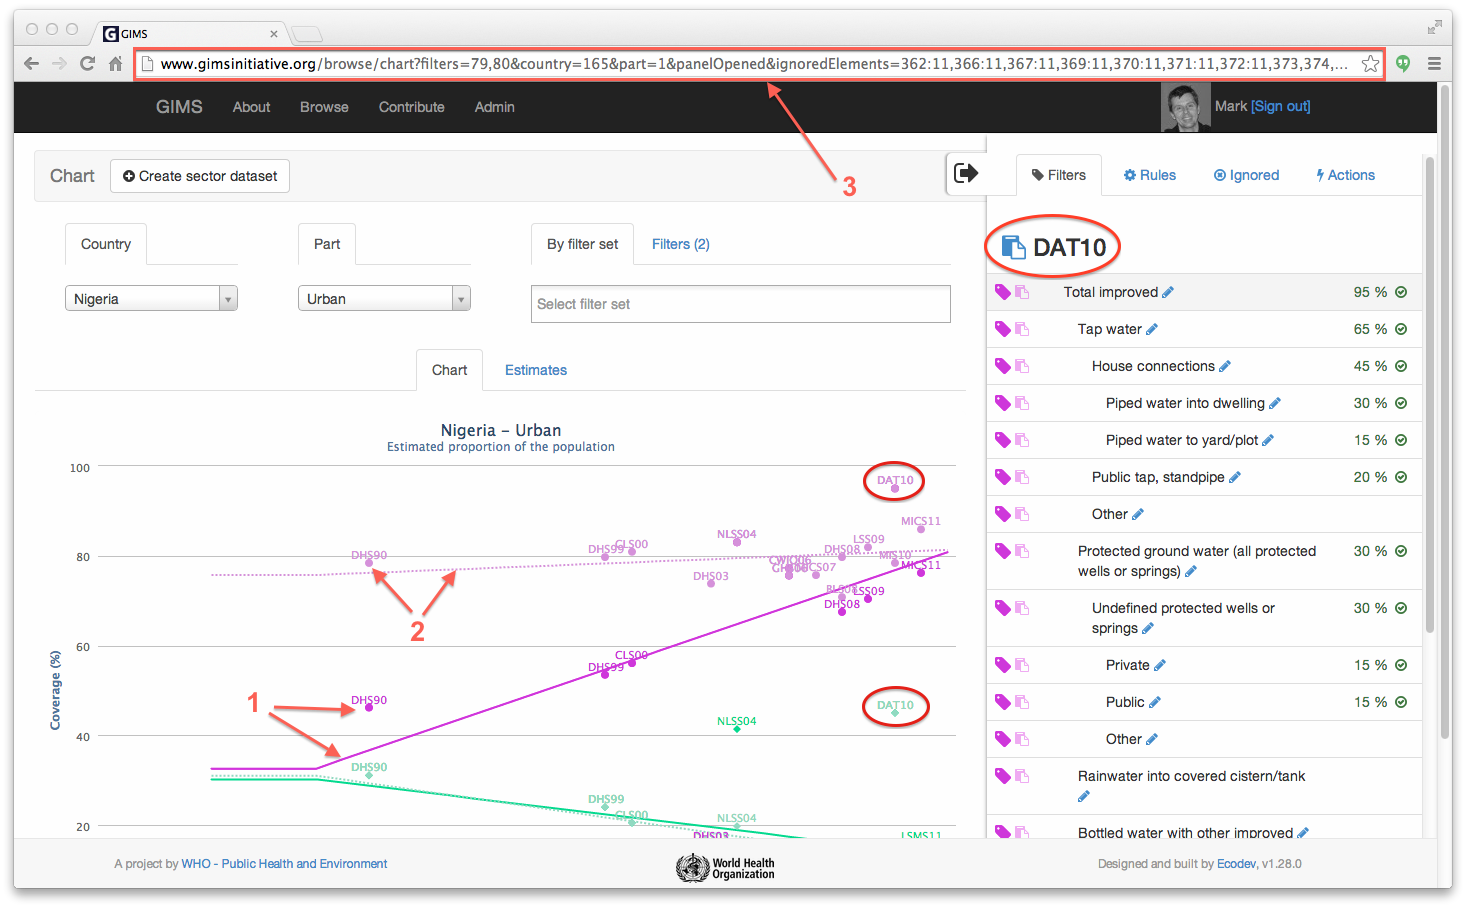 GIMS
www.gimsinitiative.org/browse/chart?filters=79,80&country=165&part=1&panelOpened&ignoredElements=362:11,366:11,367:11,369:11,370:11,371:11,372:11,373,374,...
GIMS About Browse Contribute Admin
Mark [Sign out]
3
Chart Create sector dataset
Filters Rules Ignored Actions
Country Part By filter set Filters (2)
Nigeria Urban Select filter set
Chart Estimates
Nigeria – Urban
Estimated proportion of the population
Coverage (%)
100
80
60
40
20
DAT10
MICS11
NLSS04
CLS00
DHS99
LSS09
DHS08
DHS90
CWIQ06
MICS07
MIS10
MICS11
DHS03
LSS09
DHS08
2
CLS00
DHS99
1
DHS90
DAT10
NLSS04
DHS90
DHS99
CLS00
NLSS04
DHS03
LSMS11
DAT10
Total improved 95 %
Tap water 65 %
House connections 45 %
Piped water into dwelling 30 %
Piped water to yard/plot 15 %
Public tap, standpipe 20 %
Other
Protected ground water (all protected 30 %
wells or springs)
Undefined protected wells or 30 %
springs
Private 15 %
Public 15 %
Other
Rainwater into covered cistern/tank
Bottled water with other improved
A project by WHO - Public Health and Environment
World Health
Organization
Designed and built by Ecodev, v1.28.0